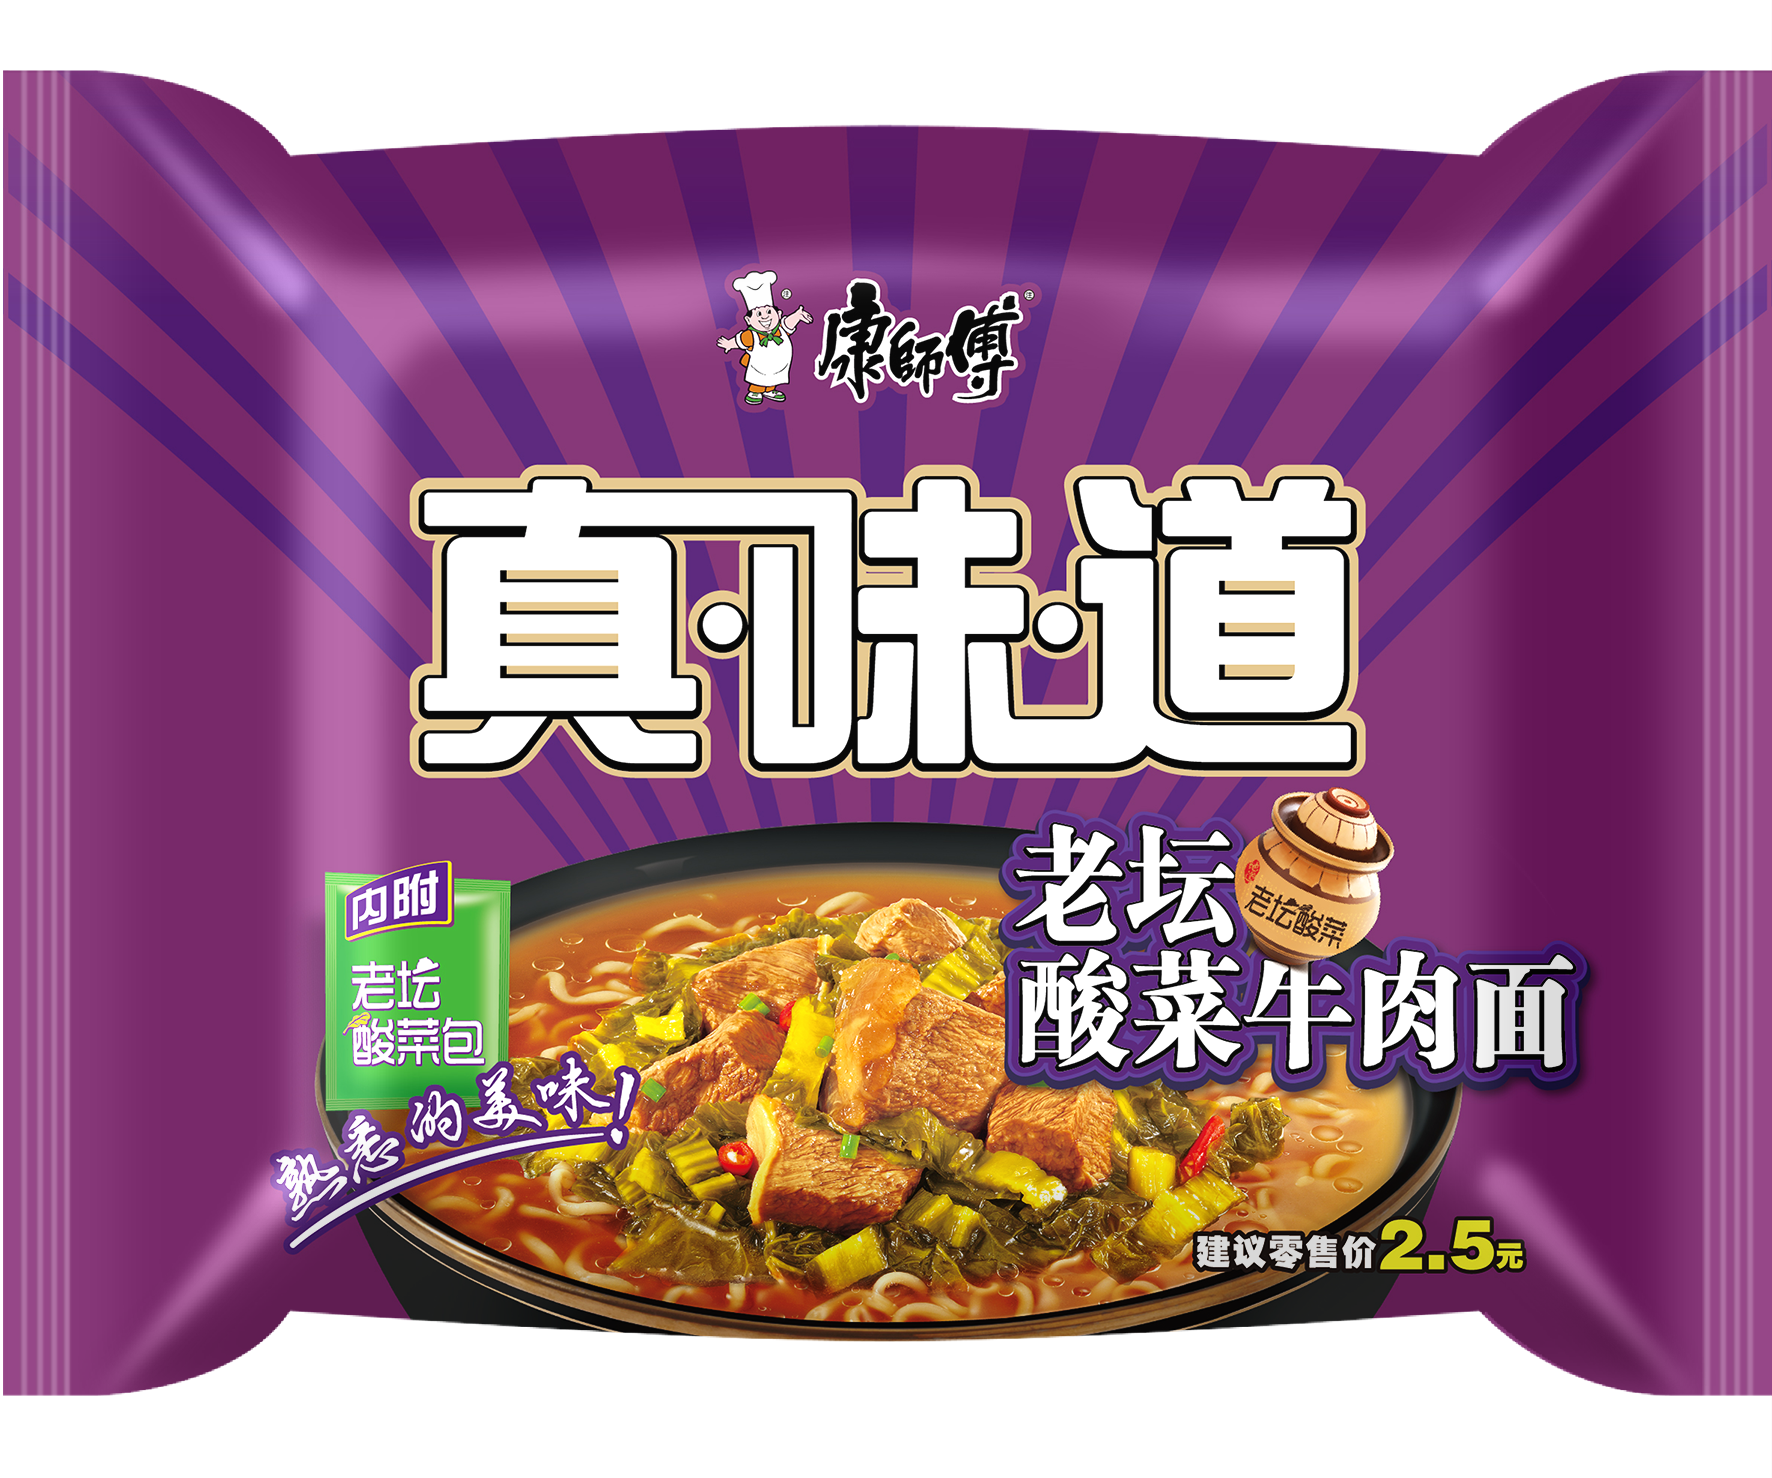 康師傅
真·味·道
老坛
老坛酸菜
酸菜牛肉面
内附
老坛
酸菜包
熟悉的美味!
建议零售价2.5元